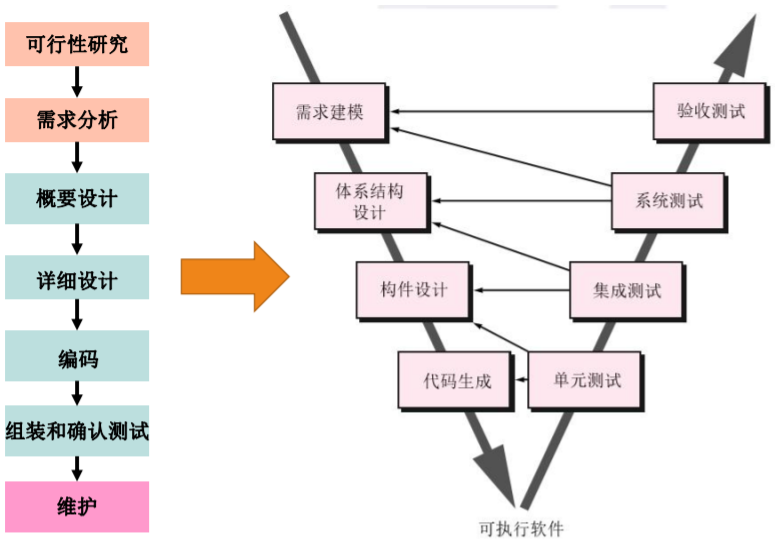 可行性研究
需求分析
概要设计
详细设计
编码
组装和确认测试
维护
需求建模
验收测试
体系结构
设计
系统测试
构件设计
集成测试
代码生成
单元测试
可执行软件